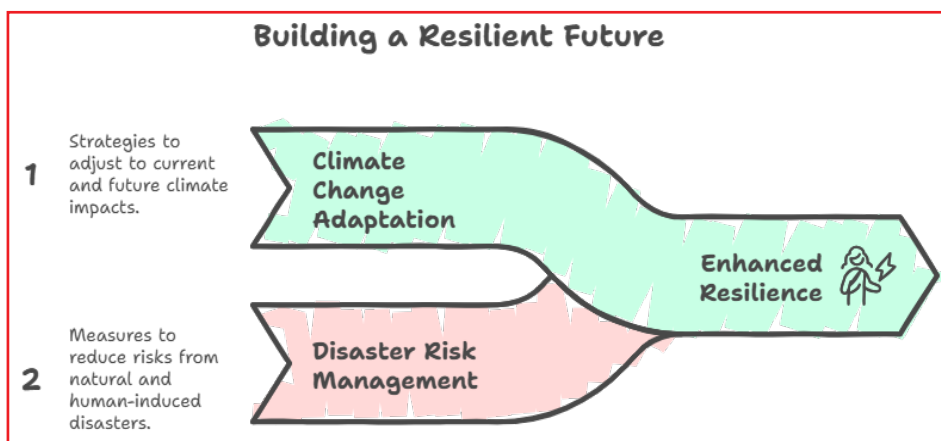 Building a Resilient Future
1
Strategies to
adjust to current
and future climate
impacts.
Climate
Change
Adaptation
Enhanced
Resilience
2
Measures to
reduce risks from
natural and
human-induced
disasters.
Disaster Risk
Management